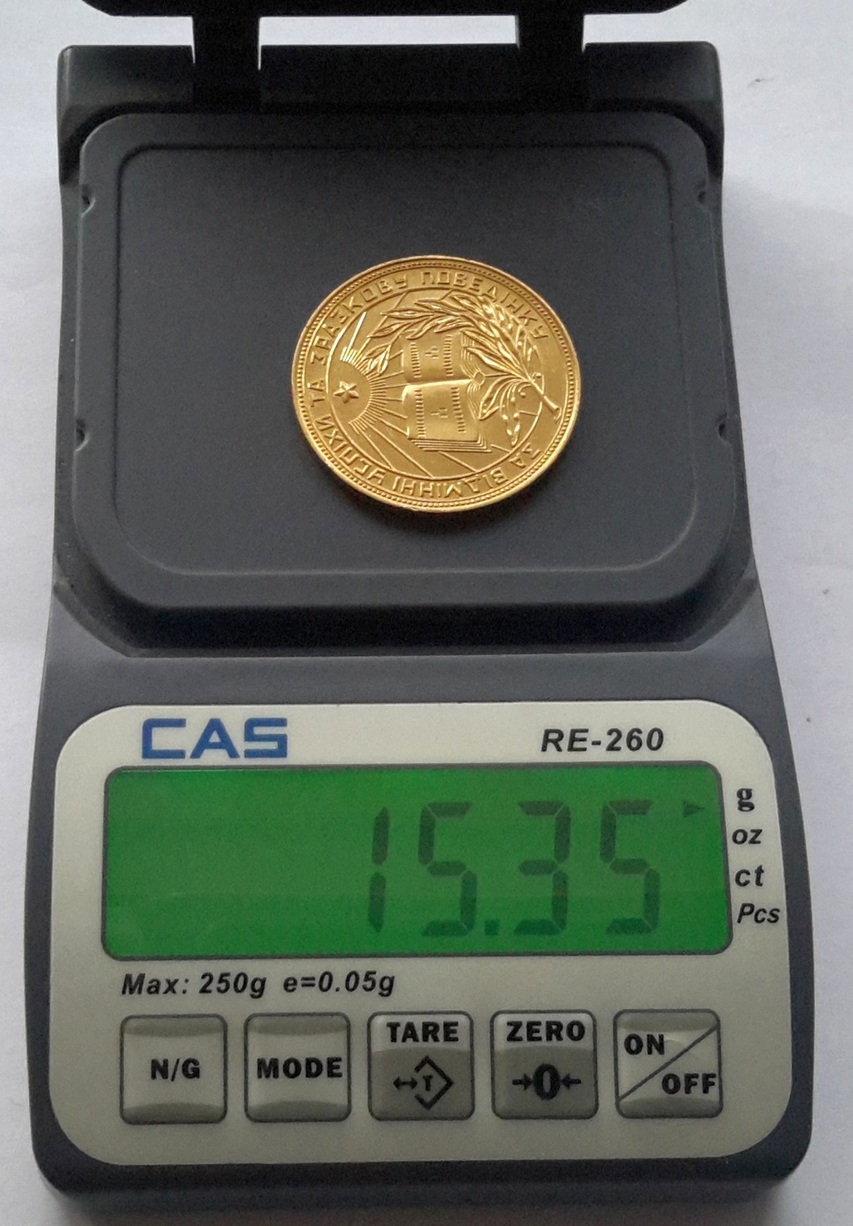 ЗА ВІДМІННІ УСПІХИ ТА ЗРАЗКОВУ ПОВЕДІНКУ
CAS
RE-260
15.35
g
oz
ct
Pcs
Max: 250g e=0.05g
N/G
MODE
TARE
T
ZERO
0
ON
OFF